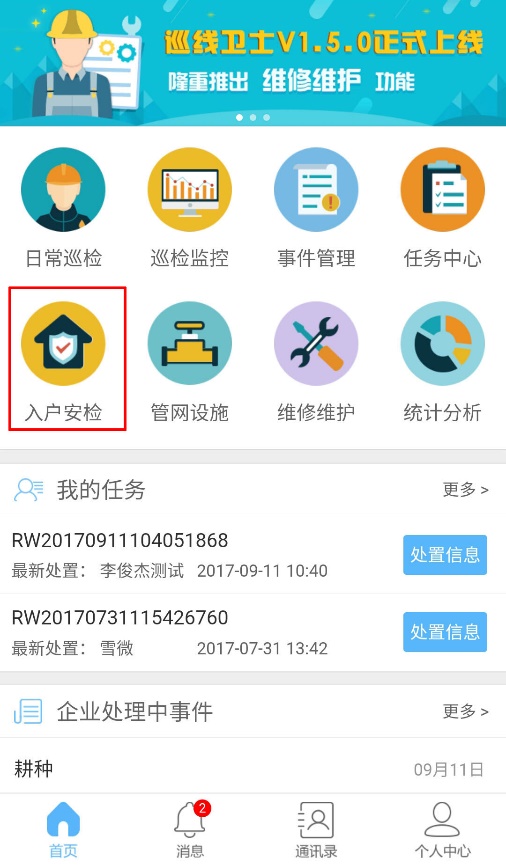 巡线卫士V1.5.0正式上线
隆重推出 维修维护 功能
日常巡检 巡检监控 事件管理 任务中心
入户安检 管网设施 维修维护 统计分析
我的任务 更多 >
RW20170911104051868
最新处置： 李俊杰测试 2017-09-11 10:40
处置信息
RW20170731115426760
最新处置： 雪微 2017-07-31 13:42
处置信息
企业处理中事件 更多 >
耕种 09月11日
2
首页 消息 通讯录 个人中心